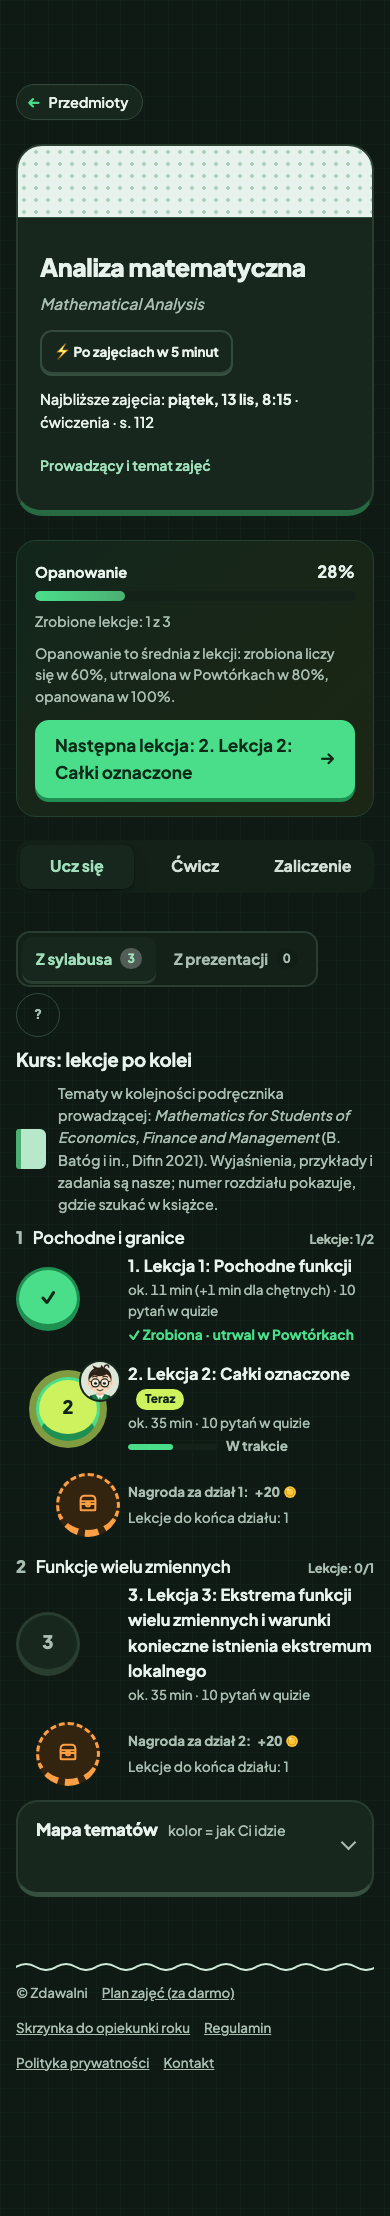 ← Przedmioty
Analiza matematyczna
Mathematical Analysis
⚡ Po zajęciach w 5 minut
Najbliższe zajęcia: piątek, 13 lis, 8:15 ·
ćwiczenia · s. 112
Prowadzący i temat zajęć
Opanowanie 28%
Zrobione lekcje: 1 z 3
Opanowanie to średnia z lekcji: zrobiona liczy
się w 60%, utrwalona w Powtórkach w 80%,
opanowana w 100%.
Następna lekcja: 2. Lekcja 2:
Całki oznaczone →
Ucz się Ćwicz Zaliczenie
Z sylabusa 3 Z prezentacji 0
?
Kurs: lekcje po kolei
Tematy w kolejności podręcznika
prowadzącej: Mathematics for Students of
Economics, Finance and Management (B.
Batóg i in., Difin 2021). Wyjaśnienia, przykłady i
zadania są nasze; numer rozdziału pokazuje,
gdzie szukać w książce.
1 Pochodne i granice Lekcje: 1/2
1. Lekcja 1: Pochodne funkcji
ok. 11 min (+1 min dla chętnych) · 10
pytań w quizie
✓ Zrobiona · utrwal w Powtórkach
2
2. Lekcja 2: Całki oznaczone
Teraz
ok. 35 min · 10 pytań w quizie
W trakcie
Nagroda za dział 1: +20
Lekcje do końca działu: 1
2 Funkcje wielu zmiennych Lekcje: 0/1
3
3. Lekcja 3: Ekstrema funkcji
wielu zmiennych i warunki
konieczne istnienia ekstremum
lokalnego
ok. 35 min · 10 pytań w quizie
Nagroda za dział 2: +20
Lekcje do końca działu: 1
Mapa tematów kolor = jak Ci idzie
© Zdawalni Plan zajęć (za darmo)
Skrzynka do opiekunki roku Regulamin
Polityka prywatności Kontakt